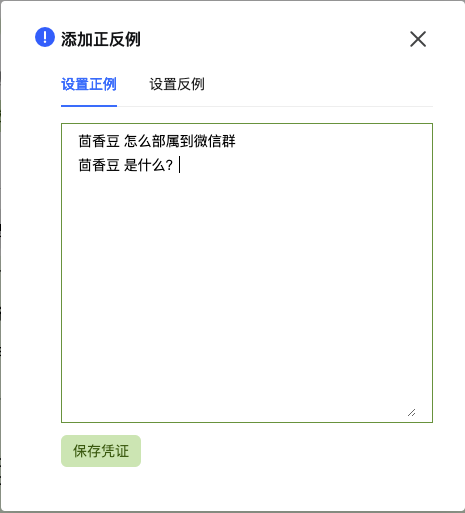 添加正反例
设置正例 设置反例
茴香豆 怎么部属到微信群
茴香豆 是什么?
保存凭证